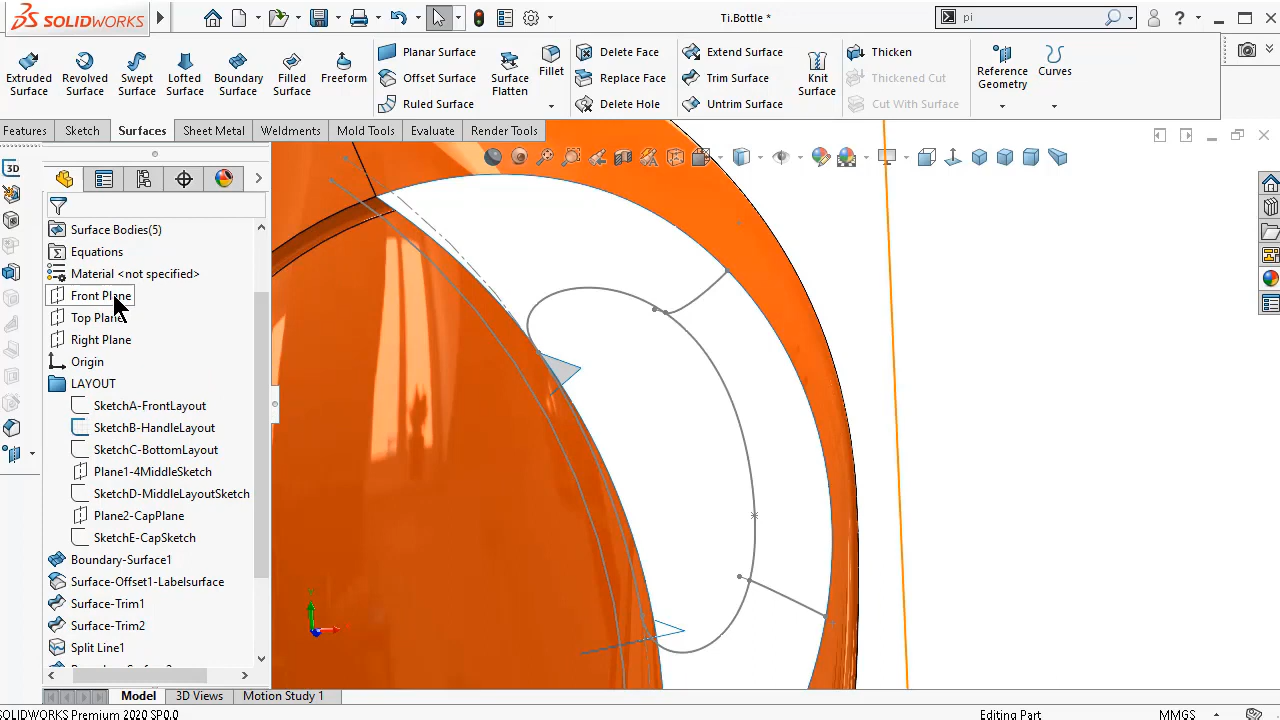 SOLIDWORKS
Ti.Bottle *
pi
Extruded Surface
Revolved Surface
Swept Surface
Lofted Surface
Boundary Surface
Filled Surface
Freeform
Planar Surface
Offset Surface
Ruled Surface
Surface Flatten
Fillet
Delete Face
Replace Face
Delete Hole
Extend Surface
Trim Surface
Untrim Surface
Knit Surface
Thicken
Thickened Cut
Cut With Surface
Reference Geometry
Curves
Features
Sketch
Surfaces
Sheet Metal
Weldments
Mold Tools
Evaluate
Render Tools
Surface Bodies(5)
Equations
Material <not specified>
Front Plane
Top Plane
Right Plane
Origin
LAYOUT
SketchA-FrontLayout
SketchB-HandleLayout
SketchC-BottomLayout
Plane1-4MiddleSketch
SketchD-MiddleLayoutSketch
Plane2-CapPlane
SketchE-CapSketch
Boundary-Surface1
Surface-Offset1-Labelsurface
Surface-Trim1
Surface-Trim2
Split Line1
Model
3D Views
Motion Study 1
SOLIDWORKS Premium 2020 SP0.0
Editing Part
MMGS